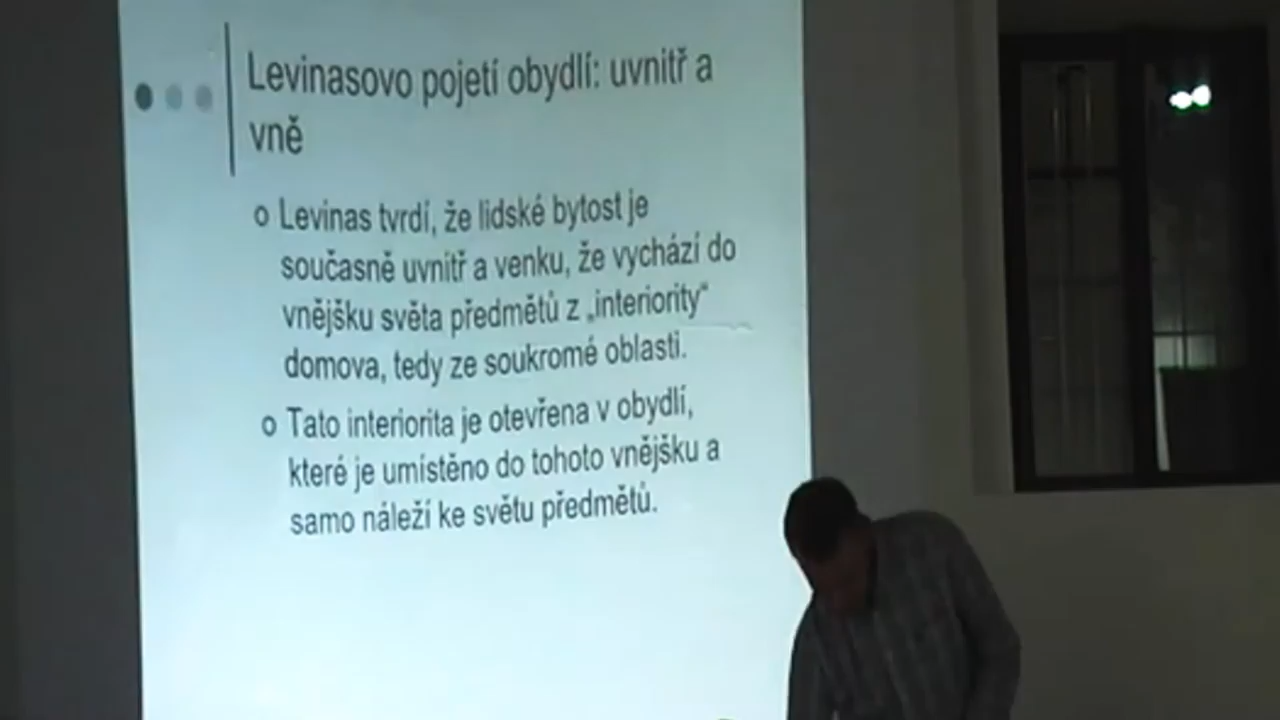 Levinasovo pojetí obydlí: uvnitř a
vně
Levinas tvrdí, že lidské bytost je
současně uvnitř a venku, že vychází do
vnějšku světa předmětů z „interiority“
domova, tedy ze soukromé oblasti.
Tato interiorita je otevřena v obydlí,
které je umístěno do tohoto vnějšku a
samo náleží ke světu předmětů.